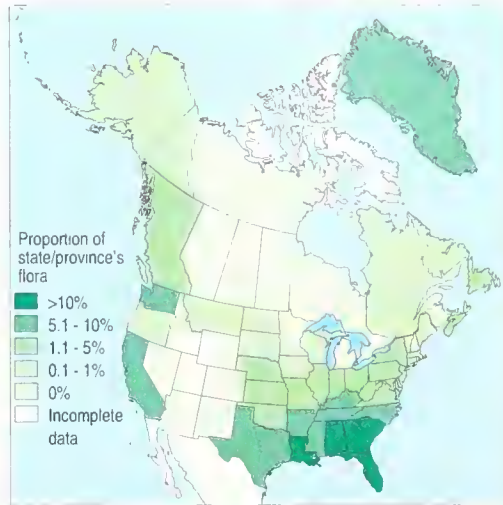 Proportion of
state/province's
flora
>10%
5.1 - 10%
1.1 - 5%
0.1 - 1%
0%
Incomplete
data